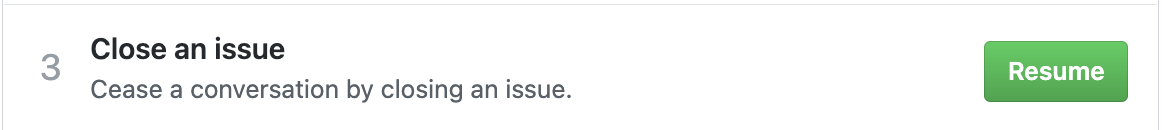 3
Close an issue
Cease a conversation by closing an issue.
Resume